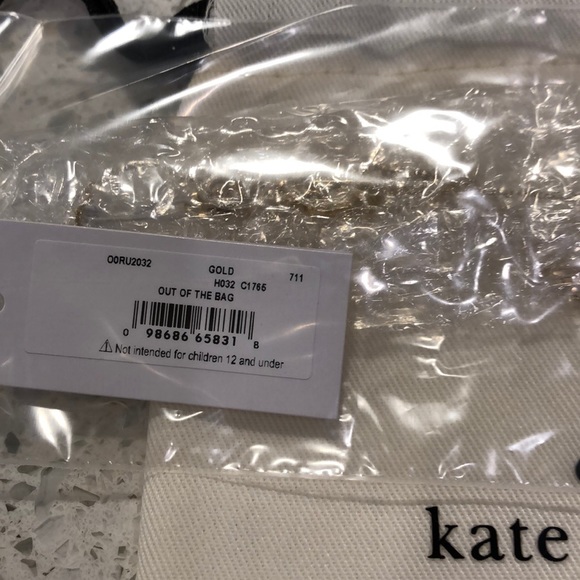 O0RU2032 GOLD 711
H032 C1765
OUT OF THE BAG
0 98686 65831 8
⚠ Not intended for children 12 and under
kate